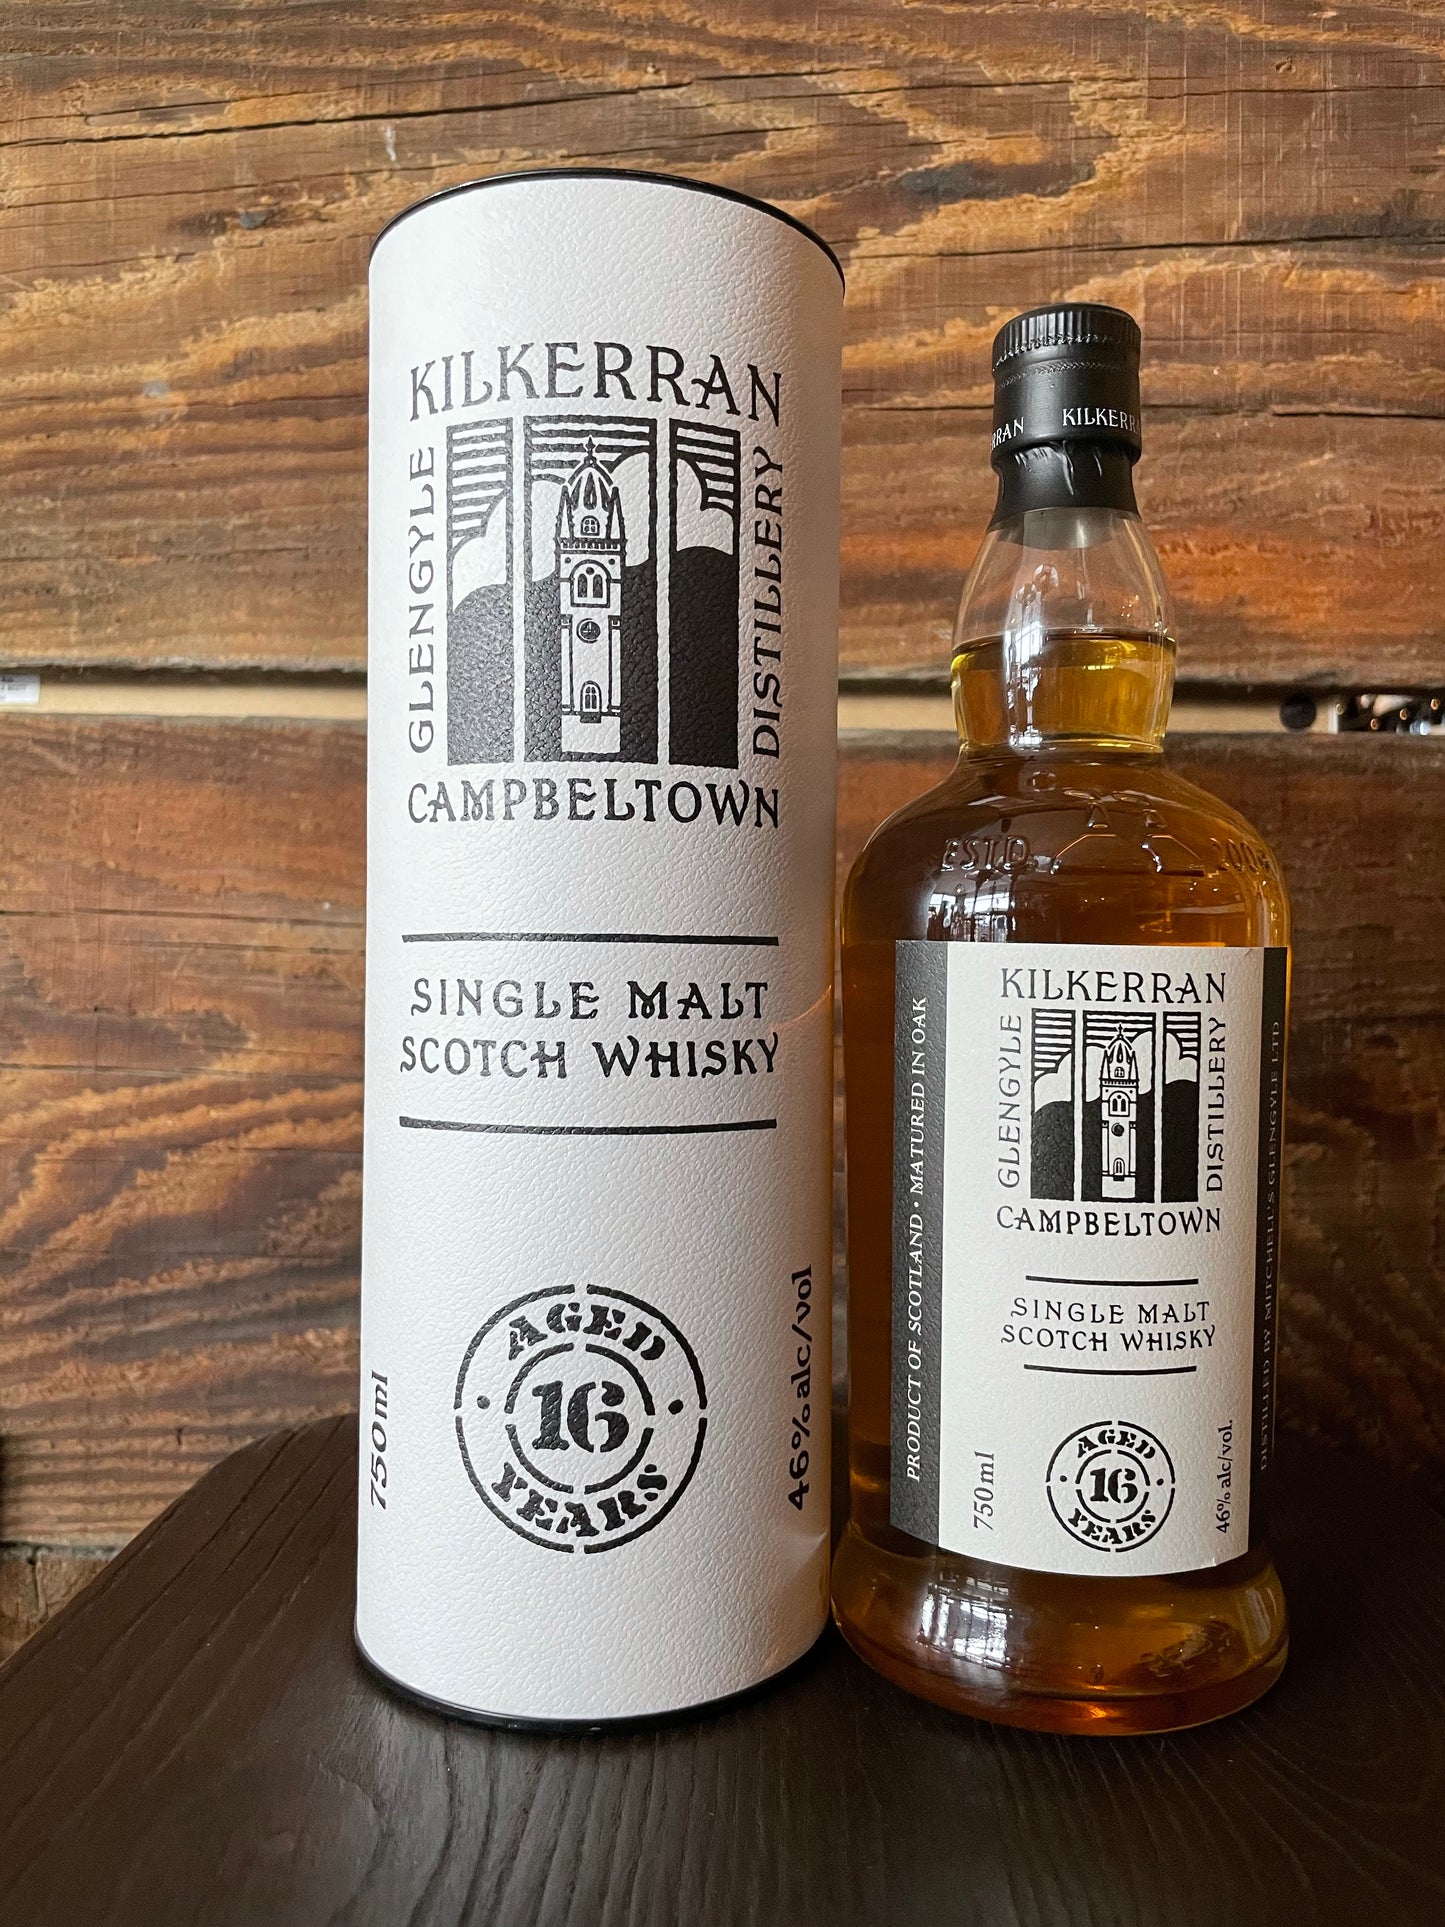 KILKERRAN
GLENGYLE
DISTILLERY
CAMPBELTOWN
SINGLE MALT
SCOTCH WHISKY
AGED
16
YEARS
750ml
46% alc/vol
KILKERRAN
ESTD
KILKERRAN
GLENGYLE
DISTILLERY
CAMPBELTOWN
SINGLE MALT
SCOTCH WHISKY
AGED
16
YEARS
750ml
46% alc/vol.
PRODUCT OF SCOTLAND • MATURED IN OAK
DISTILLED BY MITCHELL'S GLENGYLE LTD